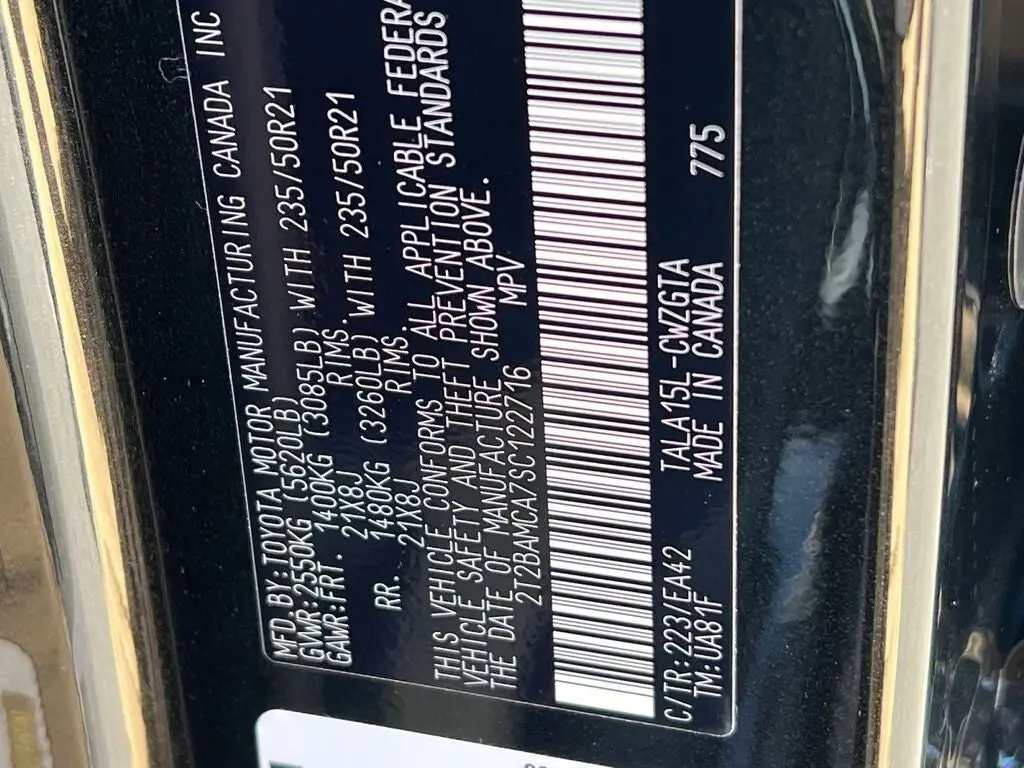 MFD.BY:TOYOTA MOTOR MANUFACTURING CANADA INC
GVWR:2550KG (5620LB)
GAWR:FRT. 1400KG (3085LB) WITH 235/50R21
21X8J RIMS.
RR. 1480KG (3260LB) WITH 235/50R21
21X8J RIMS.
THIS VEHICLE CONFORMS TO ALL APPLICABLE
VEHICLE SAFETY AND THEFT PREVENTION STANDARDS
THE DATE OF MANUFACTURE SHOWN ABOVE.
2T2BAMCA7SC122716 MPV
C/TR:223/EA42 TALA15L-CWZGTA 775
TM:UA81F MADE IN CANADA